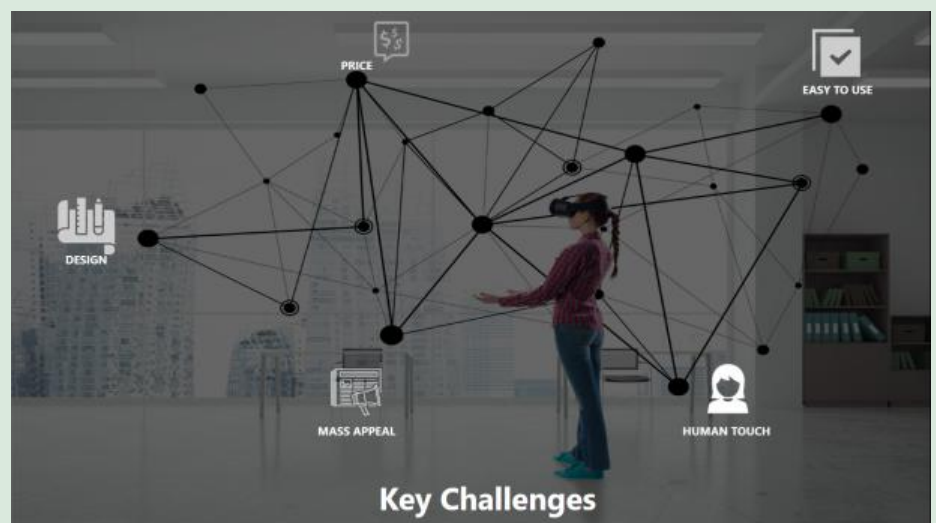 $ $ $
PRICE
EASY TO USE
DESIGN
MASS APPEAL
HUMAN TOUCH
Key Challenges